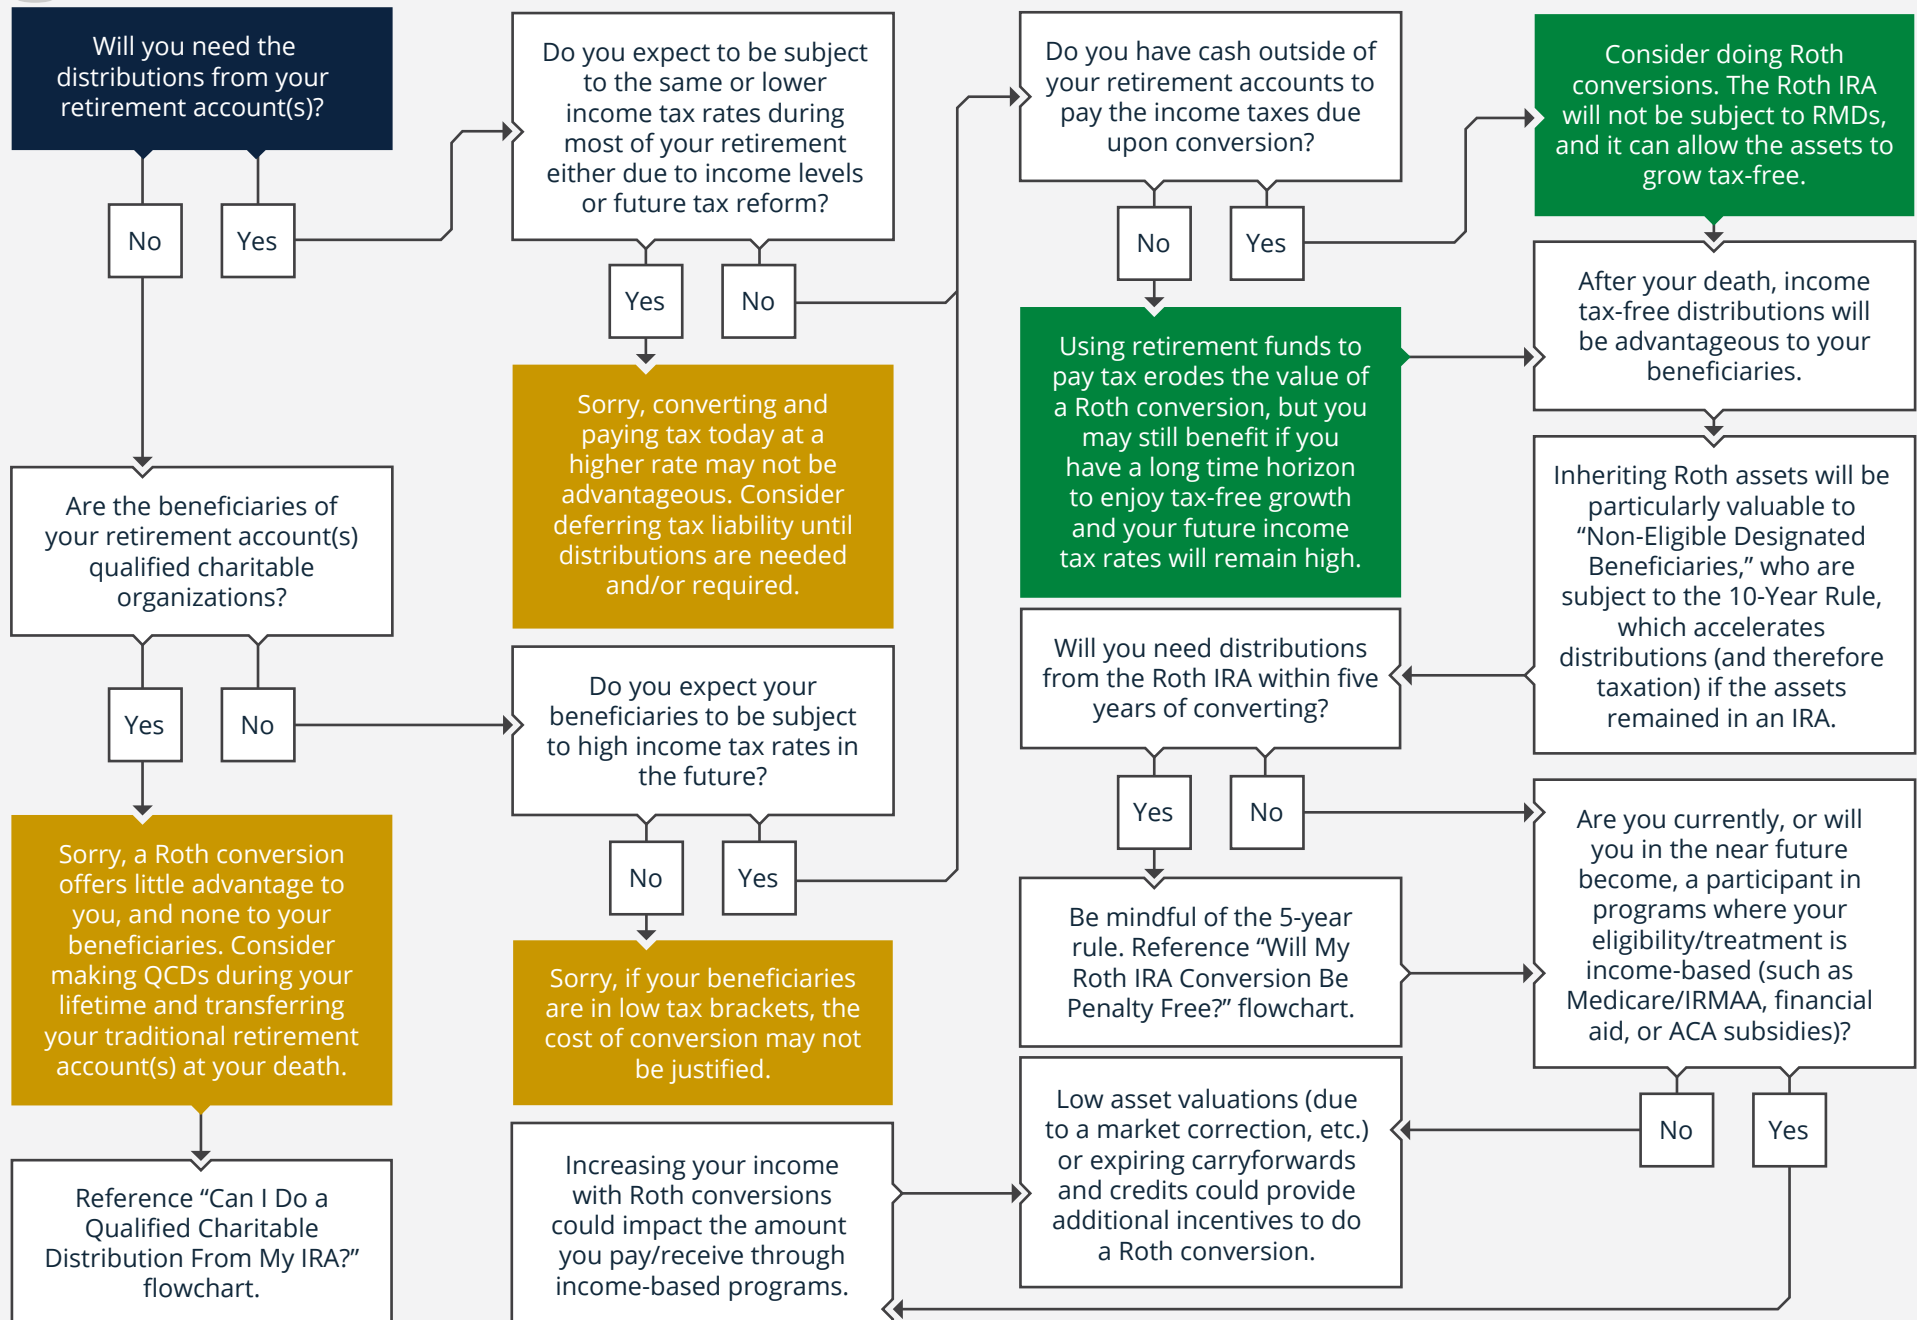 Will you need the
distributions from your
retirement account(s)?
No
Yes
Do you expect to be subject
to the same or lower
income tax rates during
most of your retirement
either due to income levels
or future tax reform?
Yes
No
Sorry, converting and
paying tax today at a
higher rate may not be
advantageous. Consider
deferring tax liability until
distributions are needed
and/or required.
Are the beneficiaries of
your retirement account(s)
qualified charitable
organizations?
Yes
No
Sorry, a Roth conversion
offers little advantage to
you, and none to your
beneficiaries. Consider
making QCDs during your
lifetime and transferring
your traditional retirement
account(s) at your death.
Reference “Can I Do a
Qualified Charitable
Distribution From My IRA?”
flowchart.
Do you expect your
beneficiaries to be subject
to high income tax rates in
the future?
No
Yes
Sorry, if your beneficiaries
are in low tax brackets, the
cost of conversion may not
be justified.
Do you have cash outside of
your retirement accounts to
pay the income taxes due
upon conversion?
No
Yes
Using retirement funds to
pay tax erodes the value of
a Roth conversion, but you
may still benefit if you
have a long time horizon
to enjoy tax-free growth
and your future income
tax rates will remain high.
Consider doing Roth
conversions. The Roth IRA
will not be subject to RMDs,
and it can allow the assets to
grow tax-free.
After your death, income
tax-free distributions will
be advantageous to your
beneficiaries.
Inheriting Roth assets will be
particularly valuable to
“Non-Eligible Designated
Beneficiaries,” who are
subject to the 10-Year Rule,
which accelerates
distributions (and therefore
taxation) if the assets
remained in an IRA.
Will you need distributions
from the Roth IRA within five
years of converting?
Yes
No
Be mindful of the 5-year
rule. Reference “Will My
Roth IRA Conversion Be
Penalty Free?” flowchart.
Are you currently, or will
you in the near future
become, a participant in
programs where your
eligibility/treatment is
income-based (such as
Medicare/IRMAA, financial
aid, or ACA subsidies)?
No
Yes
Increasing your income
with Roth conversions
could impact the amount
you pay/receive through
income-based programs.
Low asset valuations (due
to a market correction, etc.)
or expiring carryforwards
and credits could provide
additional incentives to do
a Roth conversion.